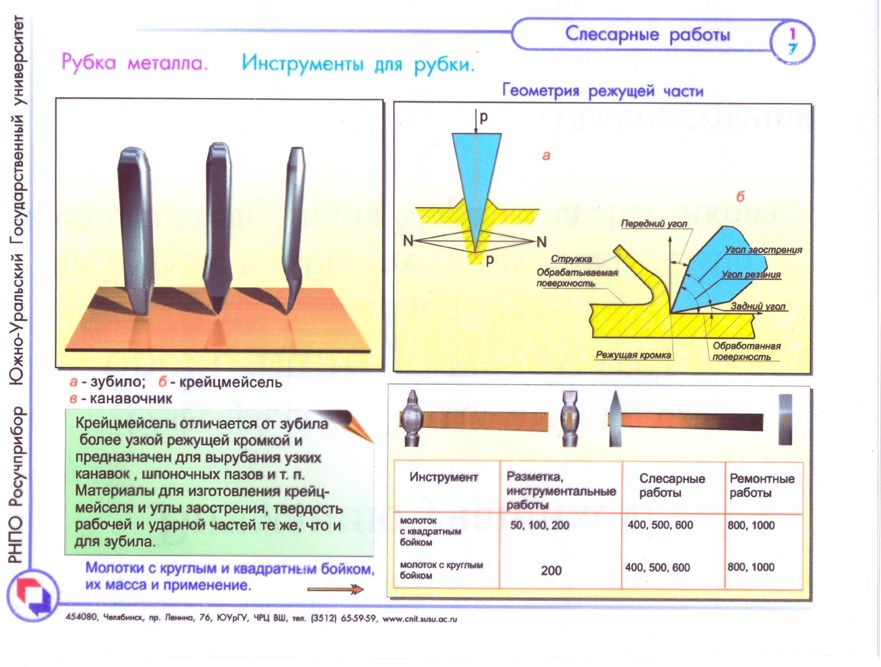 Слесарные работы
1
7
Рубка металла. Инструменты для рубки.
Геометрия режущей части
P
а
N
N
P
б
Передний угол
Стружка
Обрабатываемая
поверхность
Угол заострения
Угол резания
Задний угол
Режущая кромка
Обработанная
поверхность
а - зубило; б - крейцмейсель
в - канавочник
Крейцмейсель отличается от зубила
более узкой режущей кромкой и
предназначен для вырубания узких
канавок , шпоночных пазов и т. п.
Материалы для изготовления крейц-
мейселя и углы заострения, твердость
рабочей и ударной частей те же, что и
для зубила.
Молотки с круглым и квадратным бойком,
их масса и применение.
Инструмент
Разметка,
инструментальные
работы
Слесарные
работы
Ремонтные
работы
молоток
с квадратным
бойком
50, 100, 200
400, 500, 600
800, 1000
молоток с круглым
бойком
200
400, 500, 600
800, 1000
454080, Челябинск, пр. Ленина, 76, ЮУрГУ, ЧРЦ ВШ, тел. (3512) 65-59-59, www.cnit.susu.ac.ru
РНПО Росучприбор Южно-Уральский Государственный университет